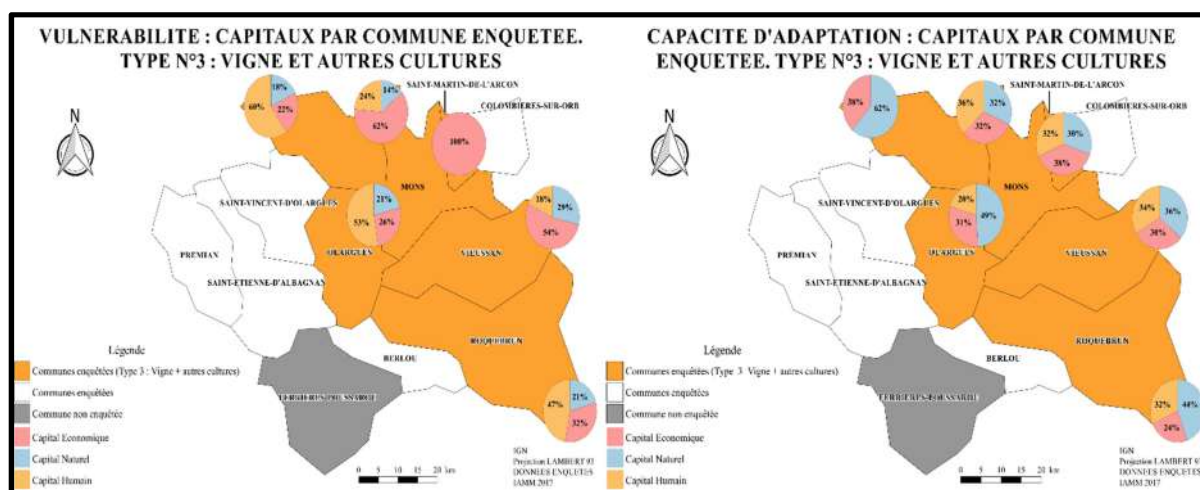 VULNERABILITE : CAPITAUX PAR COMMUNE ENQUETEE.
TYPE N°3 : VIGNE ET AUTRES CULTURES
SAINT-MARTIN-DE-L'ARCON
COLOMBIERES-SUR-ORB
N
18%
60%
22%
24%
14%
62%
100%
MONS
SAINT-VINCENT-D'OLARGUES
21%
53%
26%
18%
29%
54%
OLARGUES
VIEUSSAN
PREMIAN
SAINT-ETIENNE-D'ALBAGNAN
ROQUEBRUN
BERLOU
21%
47%
32%
Légende
Communes enquêtées (Type 3 : Vigne + autres cultures)
Communes enquêtées
Commune non enquêtée
Capital Economique
Capital Naturel
Capital Humain
0 5 10 15 20 km
IGN
Projection LAMBERT 93
DONNEES ENQUETES
IAMM 2017
CAPACITE D'ADAPTATION : CAPITAUX PAR COMMUNE
ENQUETEE. TYPE N°3 : VIGNE ET AUTRES CULTURES
SAINT-MARTIN-DE-L'ARCON
COLOMBIERES-SUR-ORB
N
38%
62%
36%
32%
32%
32%
30%
38%
MONS
SAINT-VINCENT-D'OLARGUES
20%
49%
31%
34%
36%
30%
OLARGUES
VIEUSSAN
PREMIAN
SAINT-ETIENNE-D'ALBAGNAN
ROQUEBRUN
BERLOU
32%
44%
24%
Légende
Communes enquêtées (Type 3 Vigne + autres cultures)
Communes enquêtées
Commune non enquêtée
Capital Economique
Capital Naturel
Capital Humain
0 5 10 15 20 km
IGN
Projection LAMBERT 93
DONNEES ENQUETES
IAMM 2017